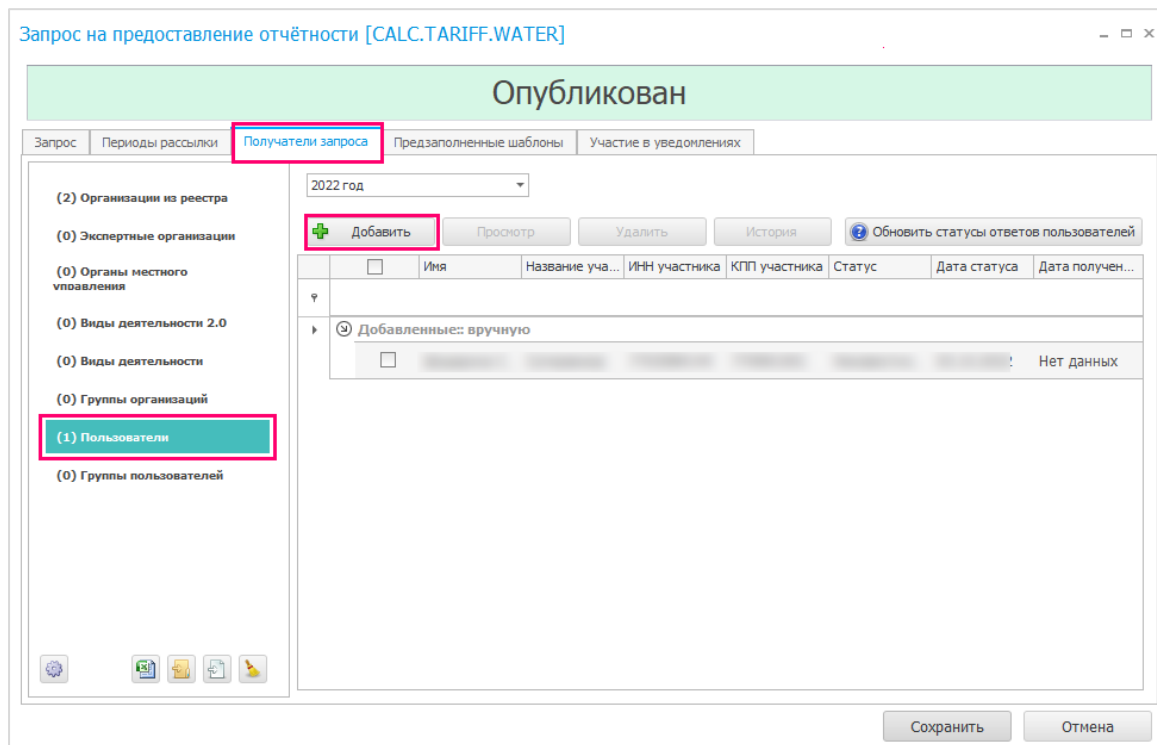 Запрос на предоставление отчётности [CALC.TARIFF.WATER]
Опубликован
Запрос Периоды рассылки Получатели запроса Предзаполненные шаблоны Участие в уведомлениях
2022 год
(2) Организации из реестра
(0) Экспертные организации
(0) Органы местного
управления
(0) Виды деятельности 2.0
(0) Виды деятельности
(0) Группы организаций
(1) Пользователи
(0) Группы пользователей
Добавить Просмотр Удалить История Обновить статусы ответов пользователей
Имя Название уча... ИНН участника КПП участника Статус Дата статуса Дата получен...
Добавленные:: вручную
Нет данных
Сохранить Отмена